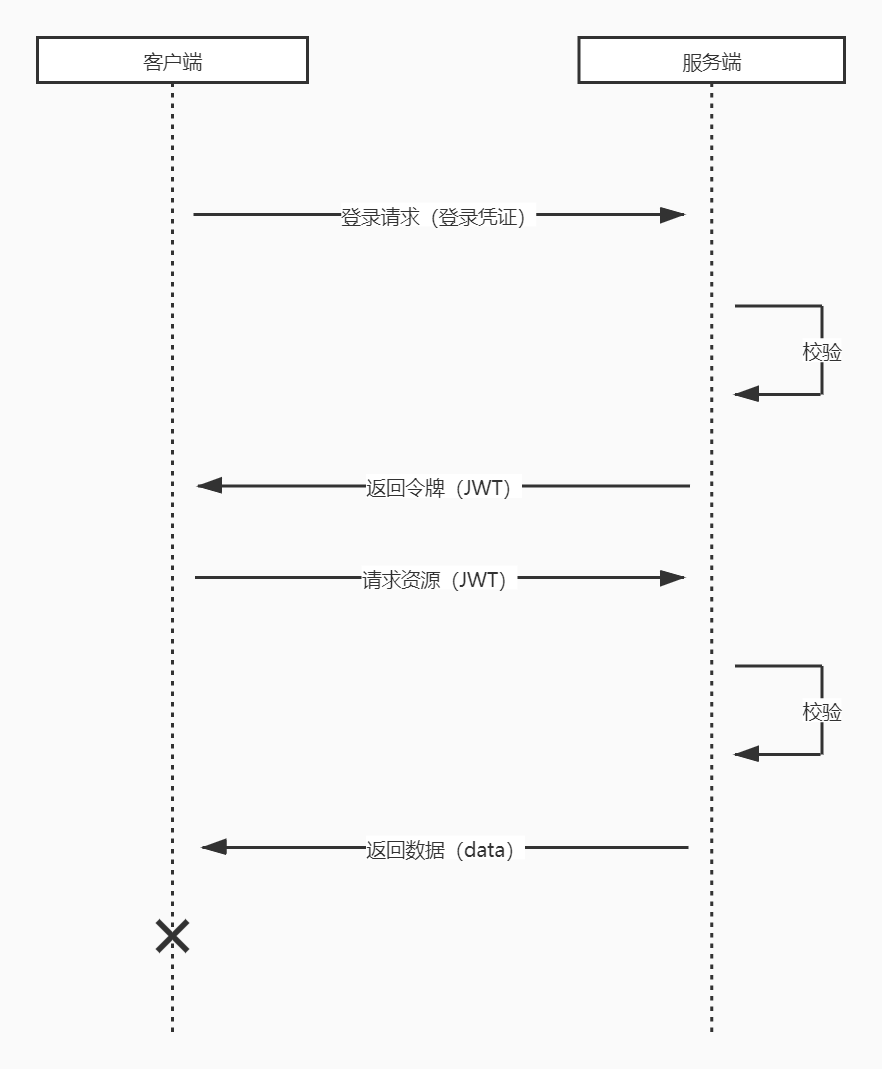 客户端
服务端
登录请求（登录凭证）
校验
返回令牌（JWT）
请求资源（JWT）
校验
返回数据（data）